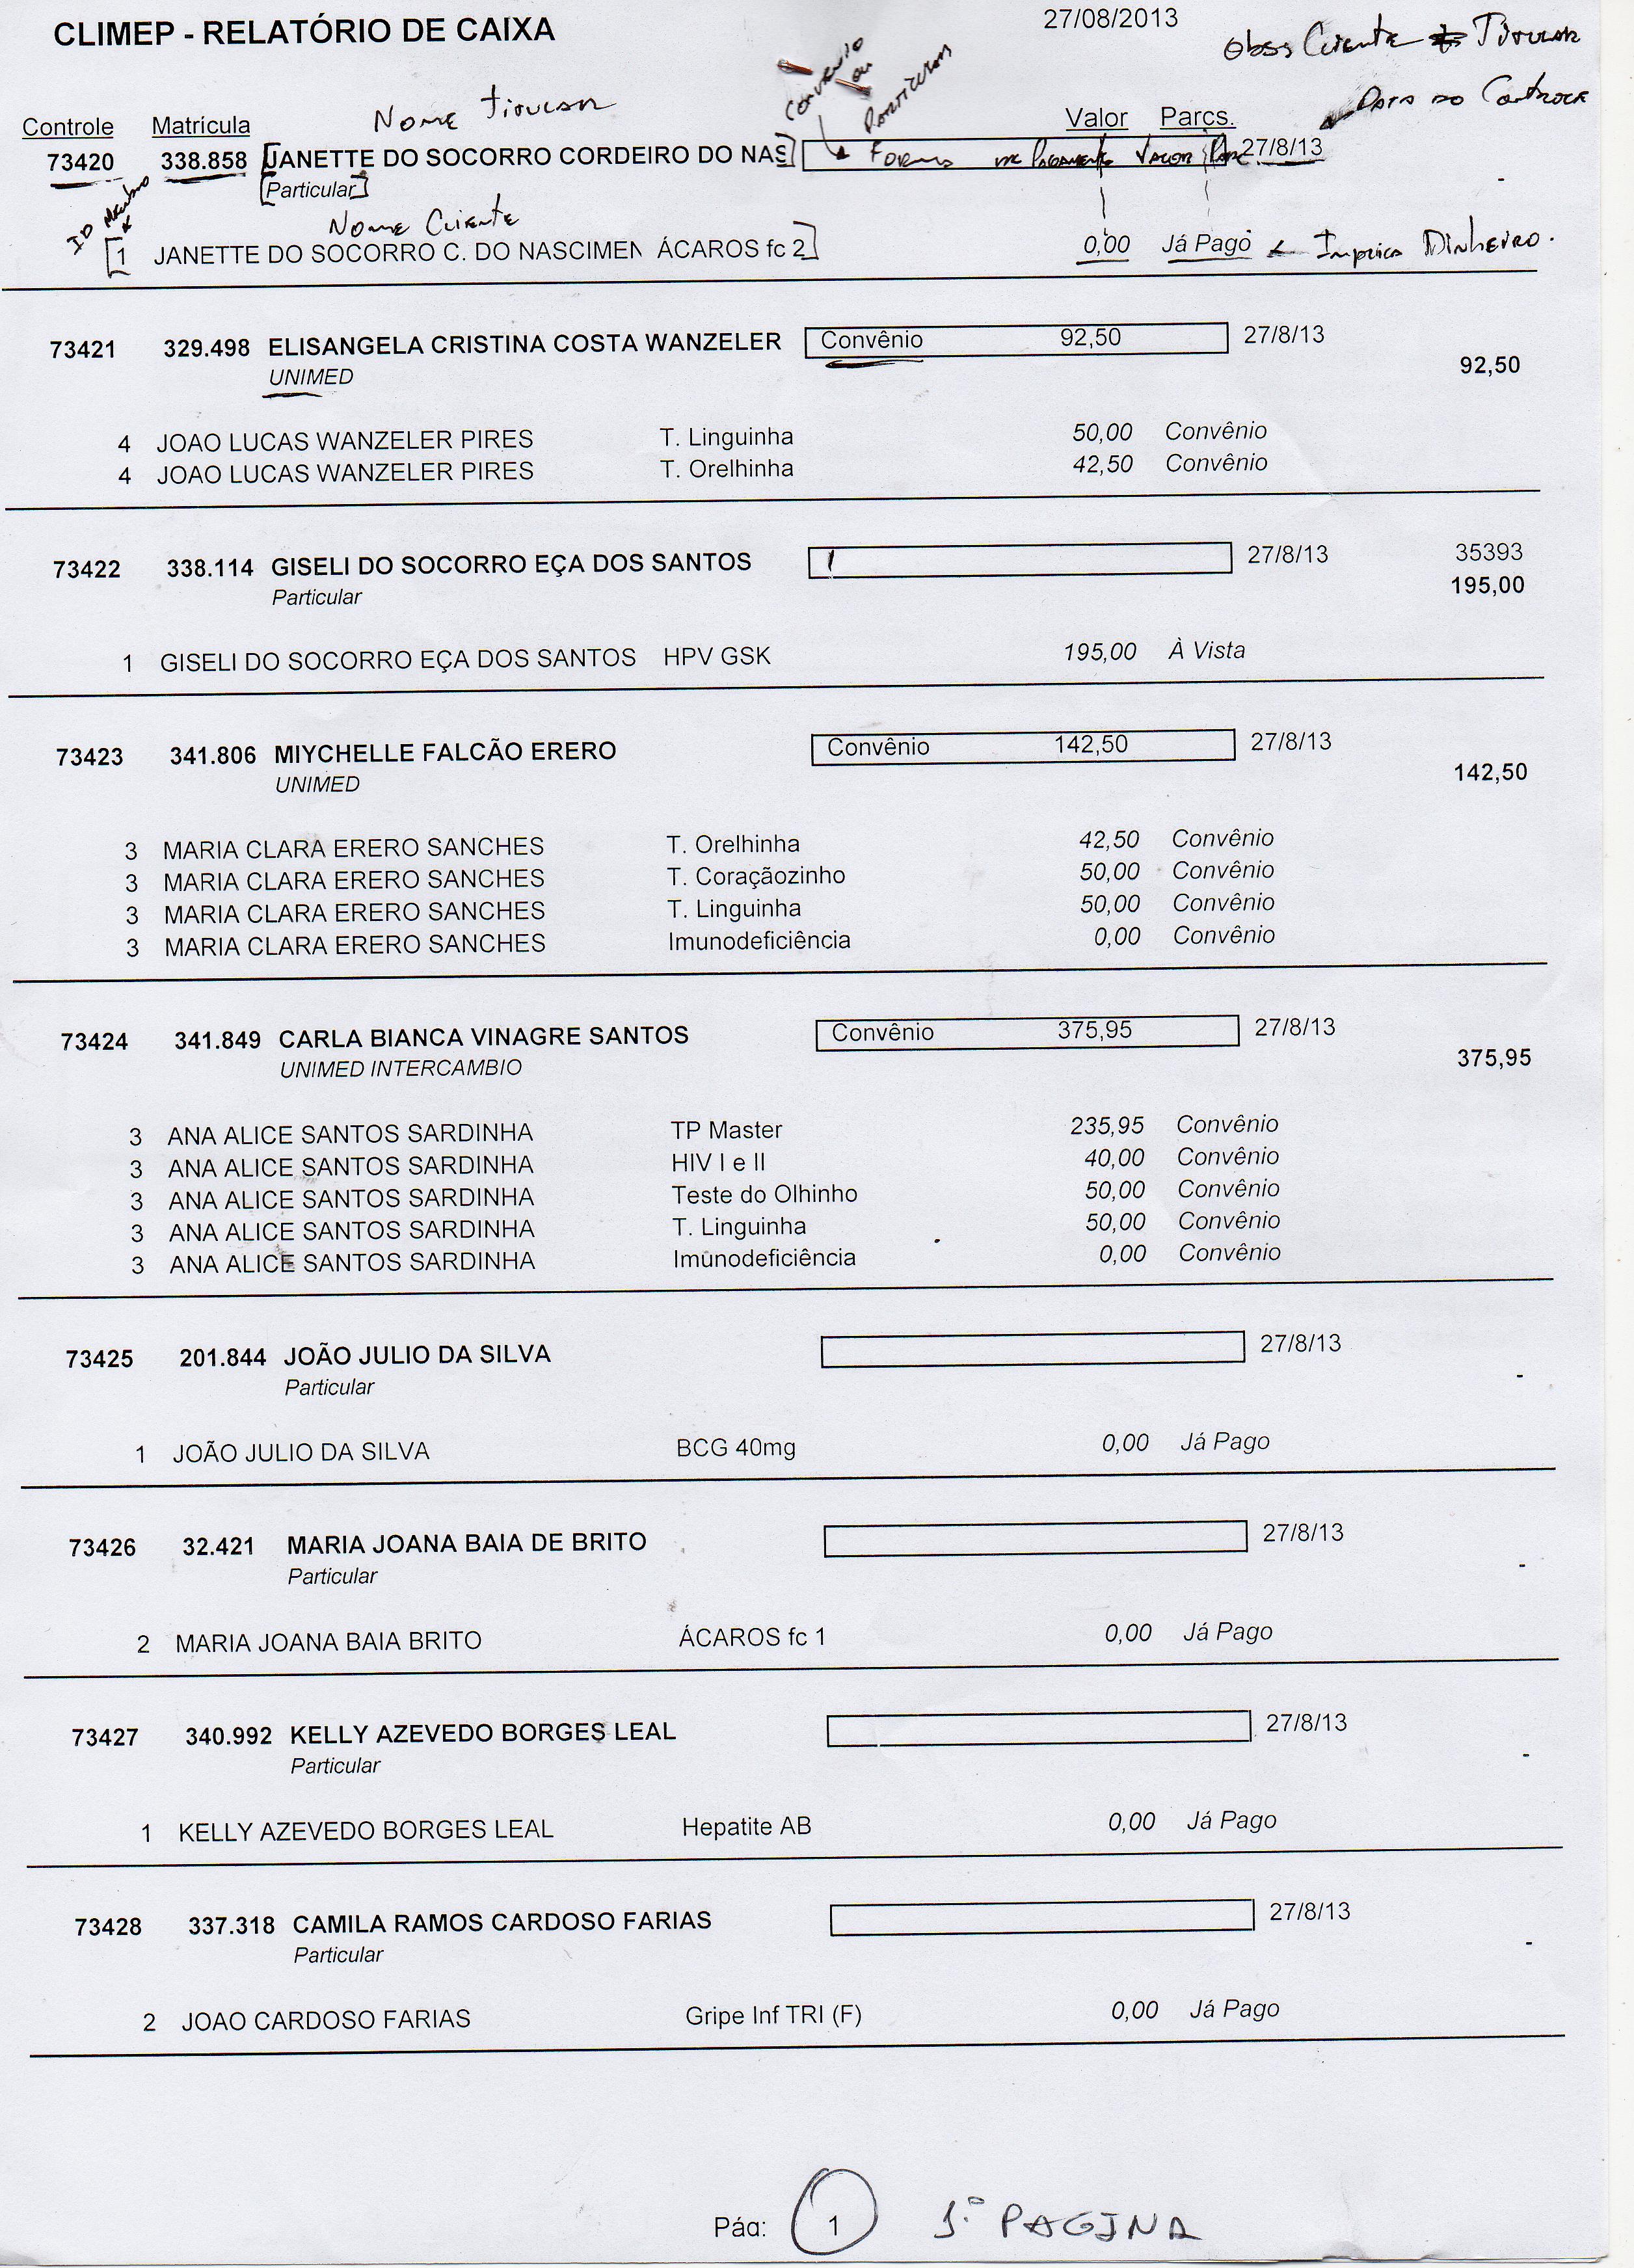 CLIMEP - RELATÓRIO DE CAIXA 27/08/2013
Obss Cliente ≠ Titular
Nome Titular Convenio ou Particular Data do Controle
Controle Matricula Valor Parcs.
73420 338.858 JANETTE DO SOCORRO CORDEIRO DO NAS Forma de Pagamento Valor Parc 27/8/13
Particular -
ID Membro Nome Cliente
1 JANETTE DO SOCORRO C. DO NASCIMEN ÁCAROS fc 2 0,00 Já Pago Implica Dinheiro.
73421 329.498 ELISANGELA CRISTINA COSTA WANZELER Convênio 92,50 27/8/13
UNIMED 92,50
4 JOAO LUCAS WANZELER PIRES T. Linguinha 50,00 Convênio
4 JOAO LUCAS WANZELER PIRES T. Orelhinha 42,50 Convênio
73422 338.114 GISELI DO SOCORRO EÇA DOS SANTOS 27/8/13 35393
Particular 195,00
1 GISELI DO SOCORRO EÇA DOS SANTOS HPV GSK 195,00 À Vista
73423 341.806 MIYCHELLE FALCÃO ERERO Convênio 142,50 27/8/13
UNIMED 142,50
3 MARIA CLARA ERERO SANCHES T. Orelhinha 42,50 Convênio
3 MARIA CLARA ERERO SANCHES T. Coraçãozinho 50,00 Convênio
3 MARIA CLARA ERERO SANCHES T. Linguinha 50,00 Convênio
3 MARIA CLARA ERERO SANCHES Imunodeficiência 0,00 Convênio
73424 341.849 CARLA BIANCA VINAGRE SANTOS Convênio 375,95 27/8/13
UNIMED INTERCAMBIO 375,95
3 ANA ALICE SANTOS SARDINHA TP Master 235,95 Convênio
3 ANA ALICE SANTOS SARDINHA HIV I e II 40,00 Convênio
3 ANA ALICE SANTOS SARDINHA Teste do Olhinho 50,00 Convênio
3 ANA ALICE SANTOS SARDINHA T. Linguinha 50,00 Convênio
3 ANA ALICE SANTOS SARDINHA Imunodeficiência 0,00 Convênio
73425 201.844 JOÃO JULIO DA SILVA 27/8/13
Particular -
1 JOÃO JULIO DA SILVA BCG 40mg 0,00 Já Pago
73426 32.421 MARIA JOANA BAIA DE BRITO 27/8/13
Particular -
2 MARIA JOANA BAIA BRITO ÁCAROS fc 1 0,00 Já Pago
73427 340.992 KELLY AZEVEDO BORGES LEAL 27/8/13
Particular -
1 KELLY AZEVEDO BORGES LEAL Hepatite AB 0,00 Já Pago
73428 337.318 CAMILA RAMOS CARDOSO FARIAS 27/8/13
Particular -
2 JOAO CARDOSO FARIAS Gripe Inf TRI (F) 0,00 Já Pago
Pág: 1 1º PAGINA